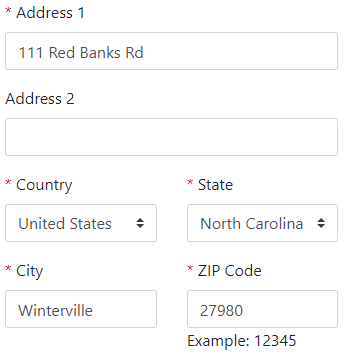 * Address 1
111 Red Banks Rd
Address 2
* Country
* State
United States
North Carolina
* City
* ZIP Code
Winterville
27980
Example: 12345